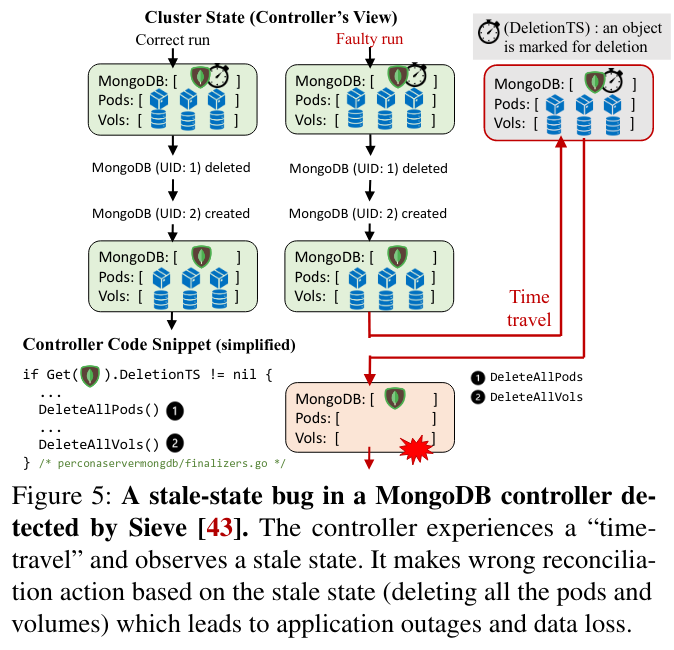 Cluster State (Controller's View)
Correct run
Faulty run
(DeletionTS) : an object
is marked for deletion
MongoDB: [ ]
Pods: [ ]
Vols: [ ]
MongoDB: [ ]
Pods: [ ]
Vols: [ ]
MongoDB: [ ]
Pods: [ ]
Vols: [ ]
MongoDB (UID: 1) deleted
MongoDB (UID: 1) deleted
MongoDB (UID: 2) created
MongoDB (UID: 2) created
MongoDB: [ ]
Pods: [ ]
Vols: [ ]
MongoDB: [ ]
Pods: [ ]
Vols: [ ]
Time
travel
Controller Code Snippet (simplified)
if Get( ).DeletionTS != nil {
...
DeleteAllPods() 1
...
DeleteAllVols() 2
} /* perconaservermongdb/finalizers.go */
MongoDB: [ ]
Pods: [ ]
Vols: [ ]
1 DeleteAllPods
2 DeleteAllVols
Figure 5: A stale-state bug in a MongoDB controller de-
tected by Sieve [43]. The controller experiences a “time-
travel” and observes a stale state. It makes wrong reconcilia-
tion action based on the stale state (deleting all the pods and
volumes) which leads to application outages and data loss.